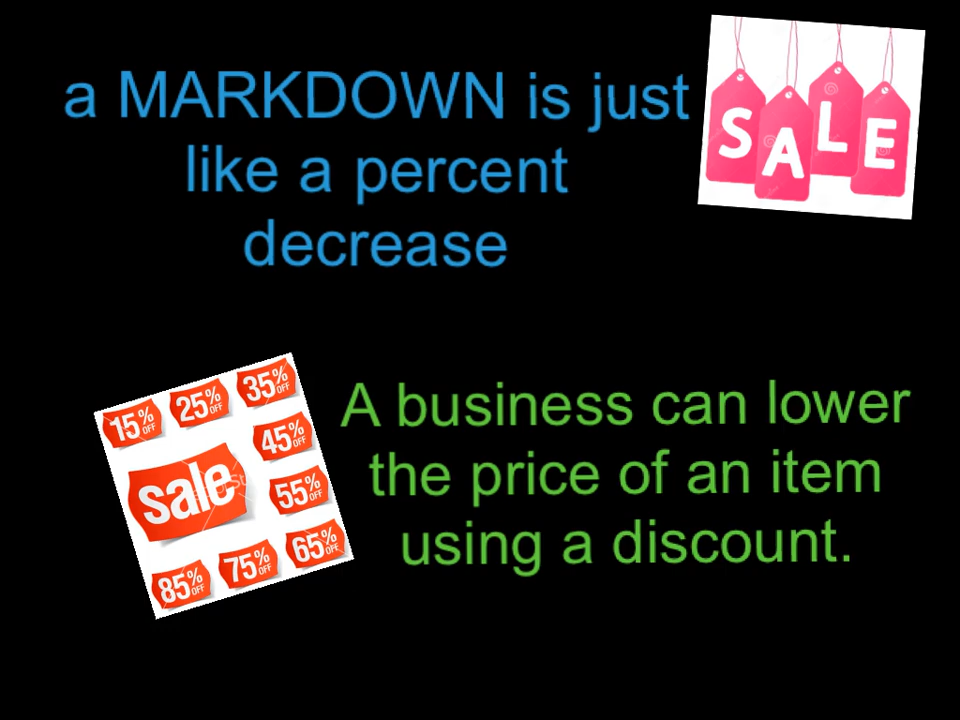 a MARKDOWN is just
like a percent
decrease
SALE
15% OFF
25% OFF
35% OFF
45% OFF
sale
55% OFF
65% OFF
75% OFF
85% OFF
A business can lower
the price of an item
using a discount.